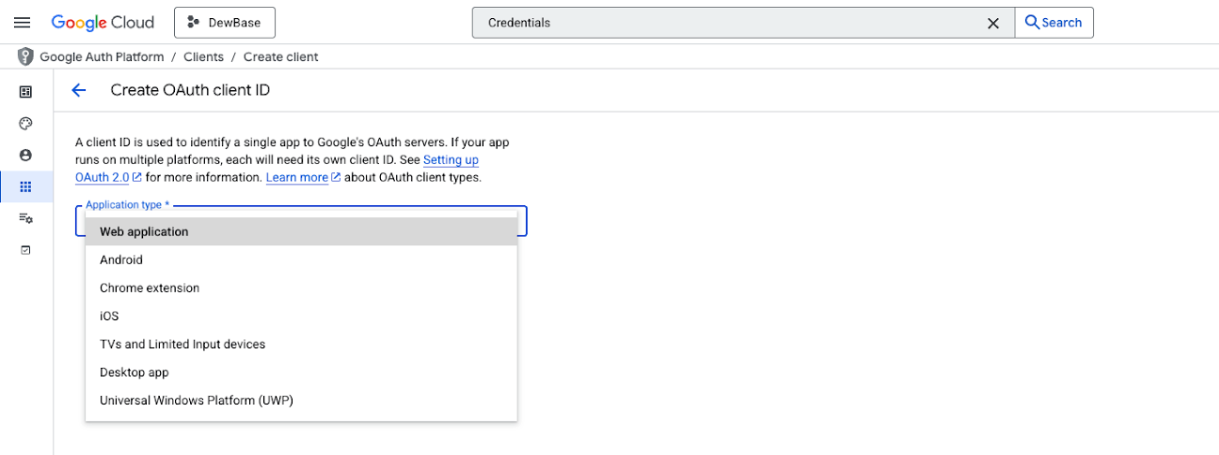 Google Cloud DewBase Credentials Search
Google Auth Platform / Clients / Create client
Create OAuth client ID
A client ID is used to identify a single app to Google's OAuth servers. If your app
runs on multiple platforms, each will need its own client ID. See Setting up
OAuth 2.0 for more information. Learn more about OAuth client types.
Application type *
Web application
Android
Chrome extension
iOS
TVs and Limited Input devices
Desktop app
Universal Windows Platform (UWP)